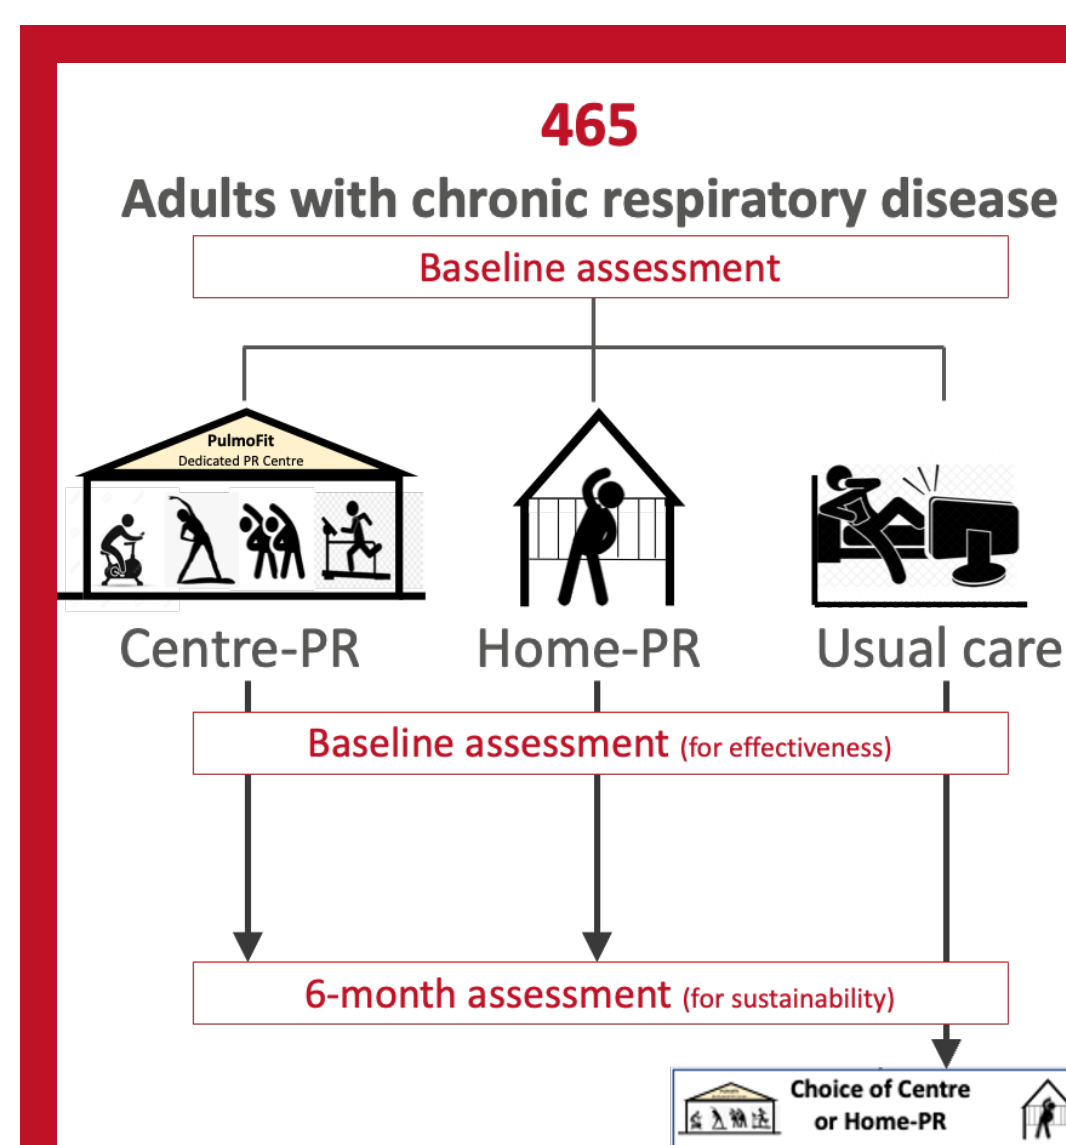 465
Adults with chronic respiratory disease
Baseline assessment
PulmoFit
Dedicated PR Centre
Centre-PR
Home-PR
Usual care
Baseline assessment (for effectiveness)
6-month assessment (for sustainability)
Choice of Centre
or Home-PR